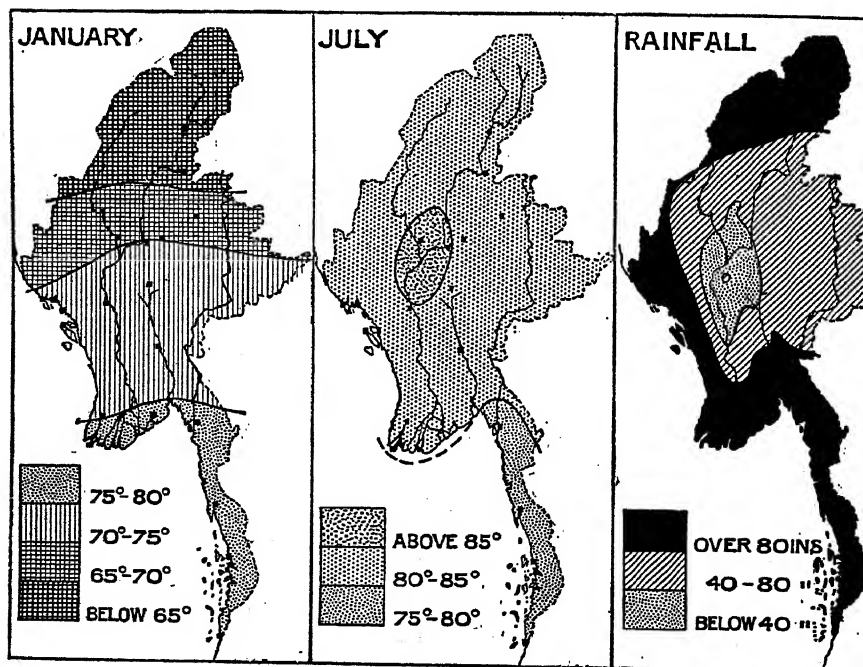 JANUARY
75°-80°
70°-75°
65°-70°
BELOW 65°
JULY
ABOVE 85°
80°-85°
75°-80°
RAINFALL
OVER 80INS
40-80 "
BELOW 40 "